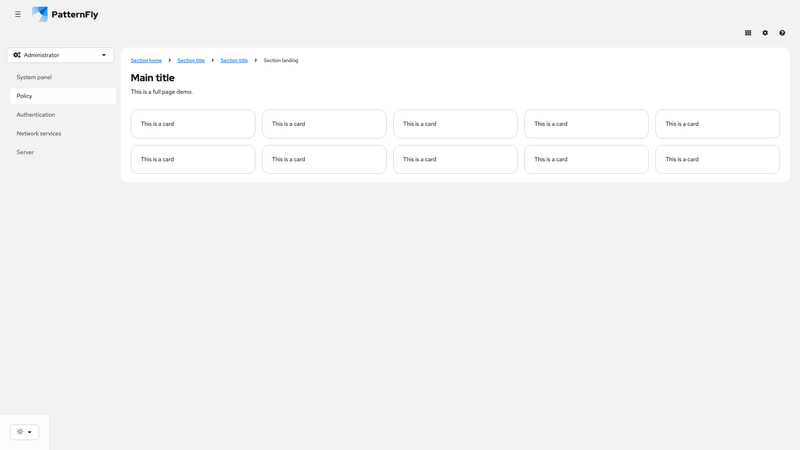 PatternFly
Administrator
System panel
Policy
Authentication
Network services
Server
Section home
Section title
Section title
Section landing
Main title
This is a full page demo.
This is a card
This is a card
This is a card
This is a card
This is a card
This is a card
This is a card
This is a card
This is a card
This is a card